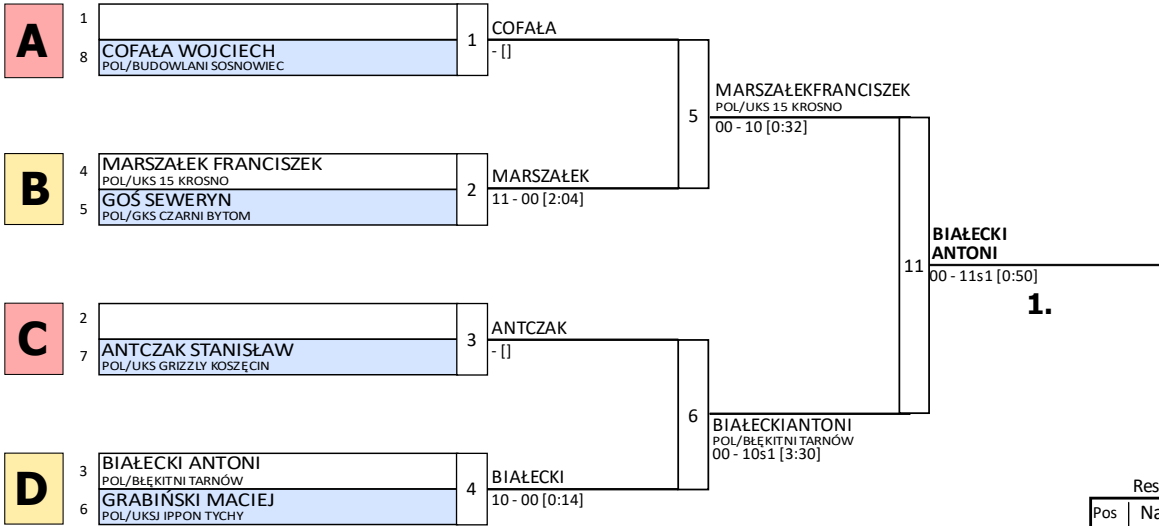 A
1
8
COFAŁA WOJCIECH
POL/BUDOWLANI SOSNOWIEC
1
COFAŁA
- []
B
4
MARSZAŁEK FRANCISZEK
POL/UKS 15 KROSNO
5
GOŚ SEWERYN
POL/GKS CZARNI BYTOM
2
MARSZAŁEK
11 - 00 [2:04]
5
MARSZAŁEKFRANCISZEK
POL/UKS 15 KROSNO
00 - 10 [0:32]
C
2
7
ANTCZAK STANISŁAW
POL/UKS GRIZZLY KOSZĘCIN
3
ANTCZAK
- []
D
3
BIAŁECKI ANTONI
POL/BŁĘKITNI TARNÓW
6
GRABIŃSKI MACIEJ
POL/UKSJ IPPON TYCHY
4
BIAŁECKI
10 - 00 [0:14]
6
BIAŁECKIANTONI
POL/BŁĘKITNI TARNÓW
00 - 10s1 [3:30]
11
BIAŁECKI
ANTONI
00 - 11s1 [0:50]
1.
Res
Pos Na